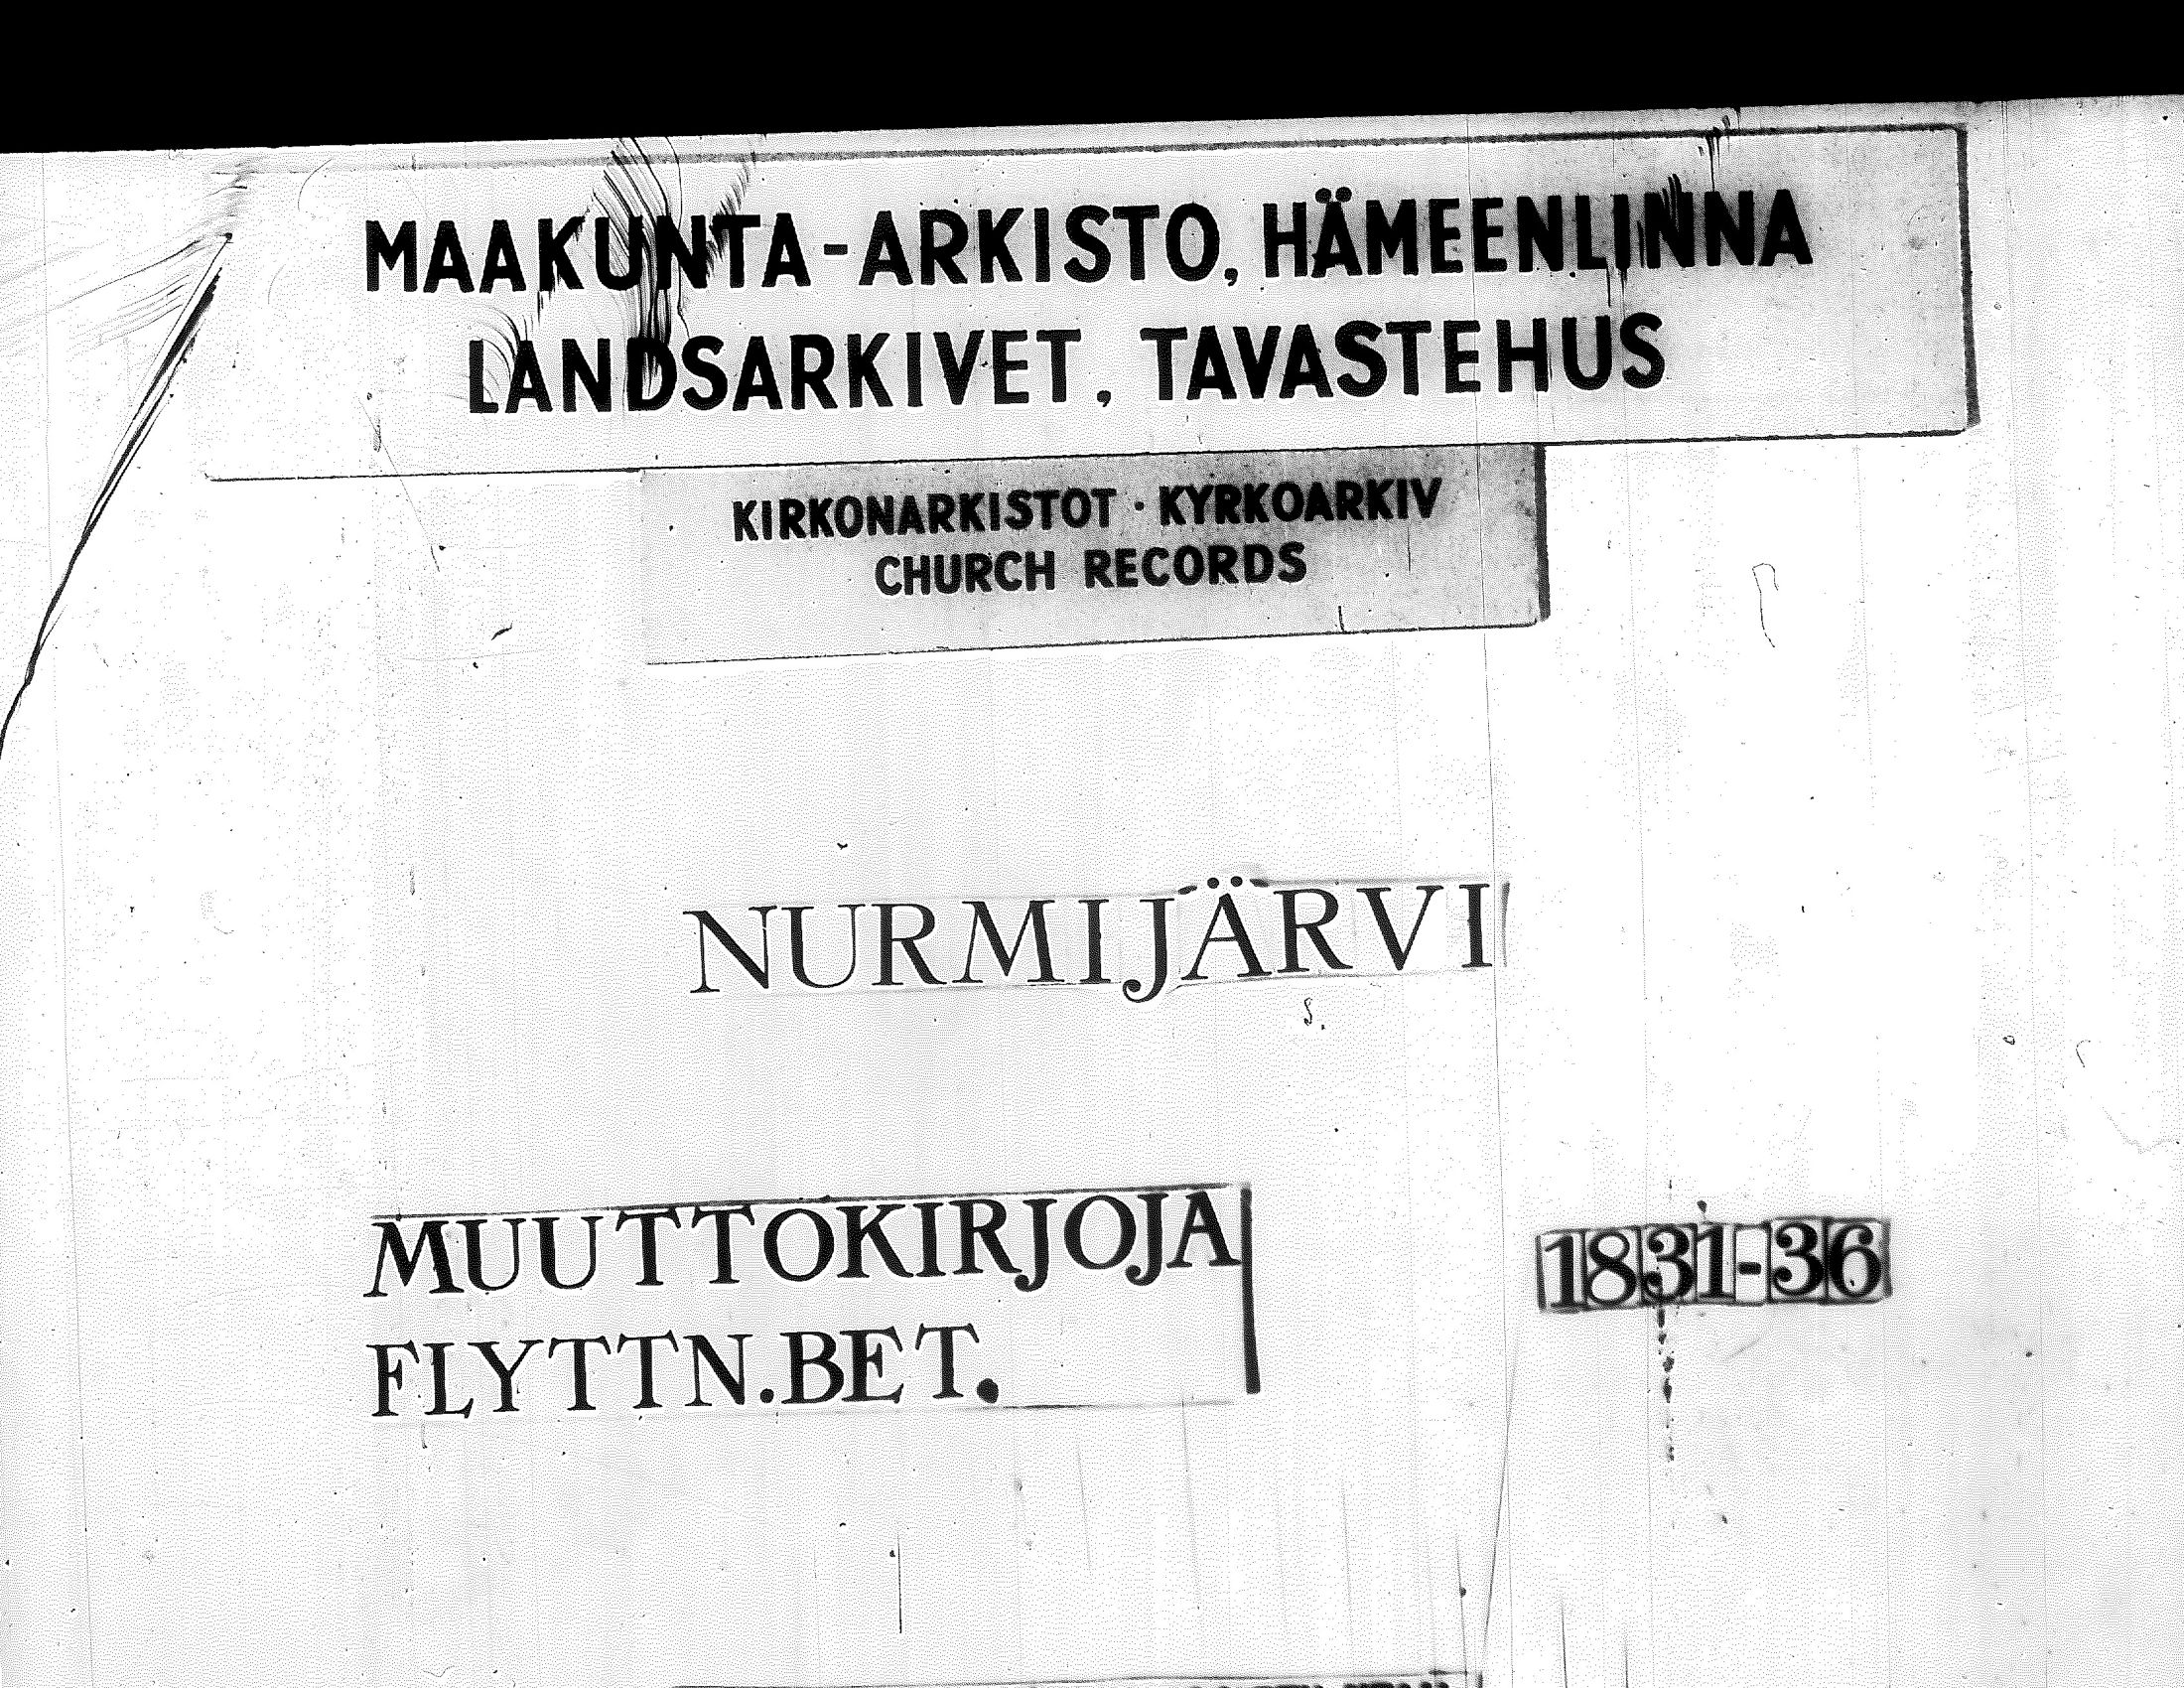 MAAKUNTA-ARKISTO, HÄMEENLINNA
LANDSARKIVET, TAVASTEHUS
KIRKONARKISTOT · KYRKOARKIV
CHURCH RECORDS
NURMIJÄRVI
MUUTTOKIRJOJA 1831-36
FLYTTN.BET.